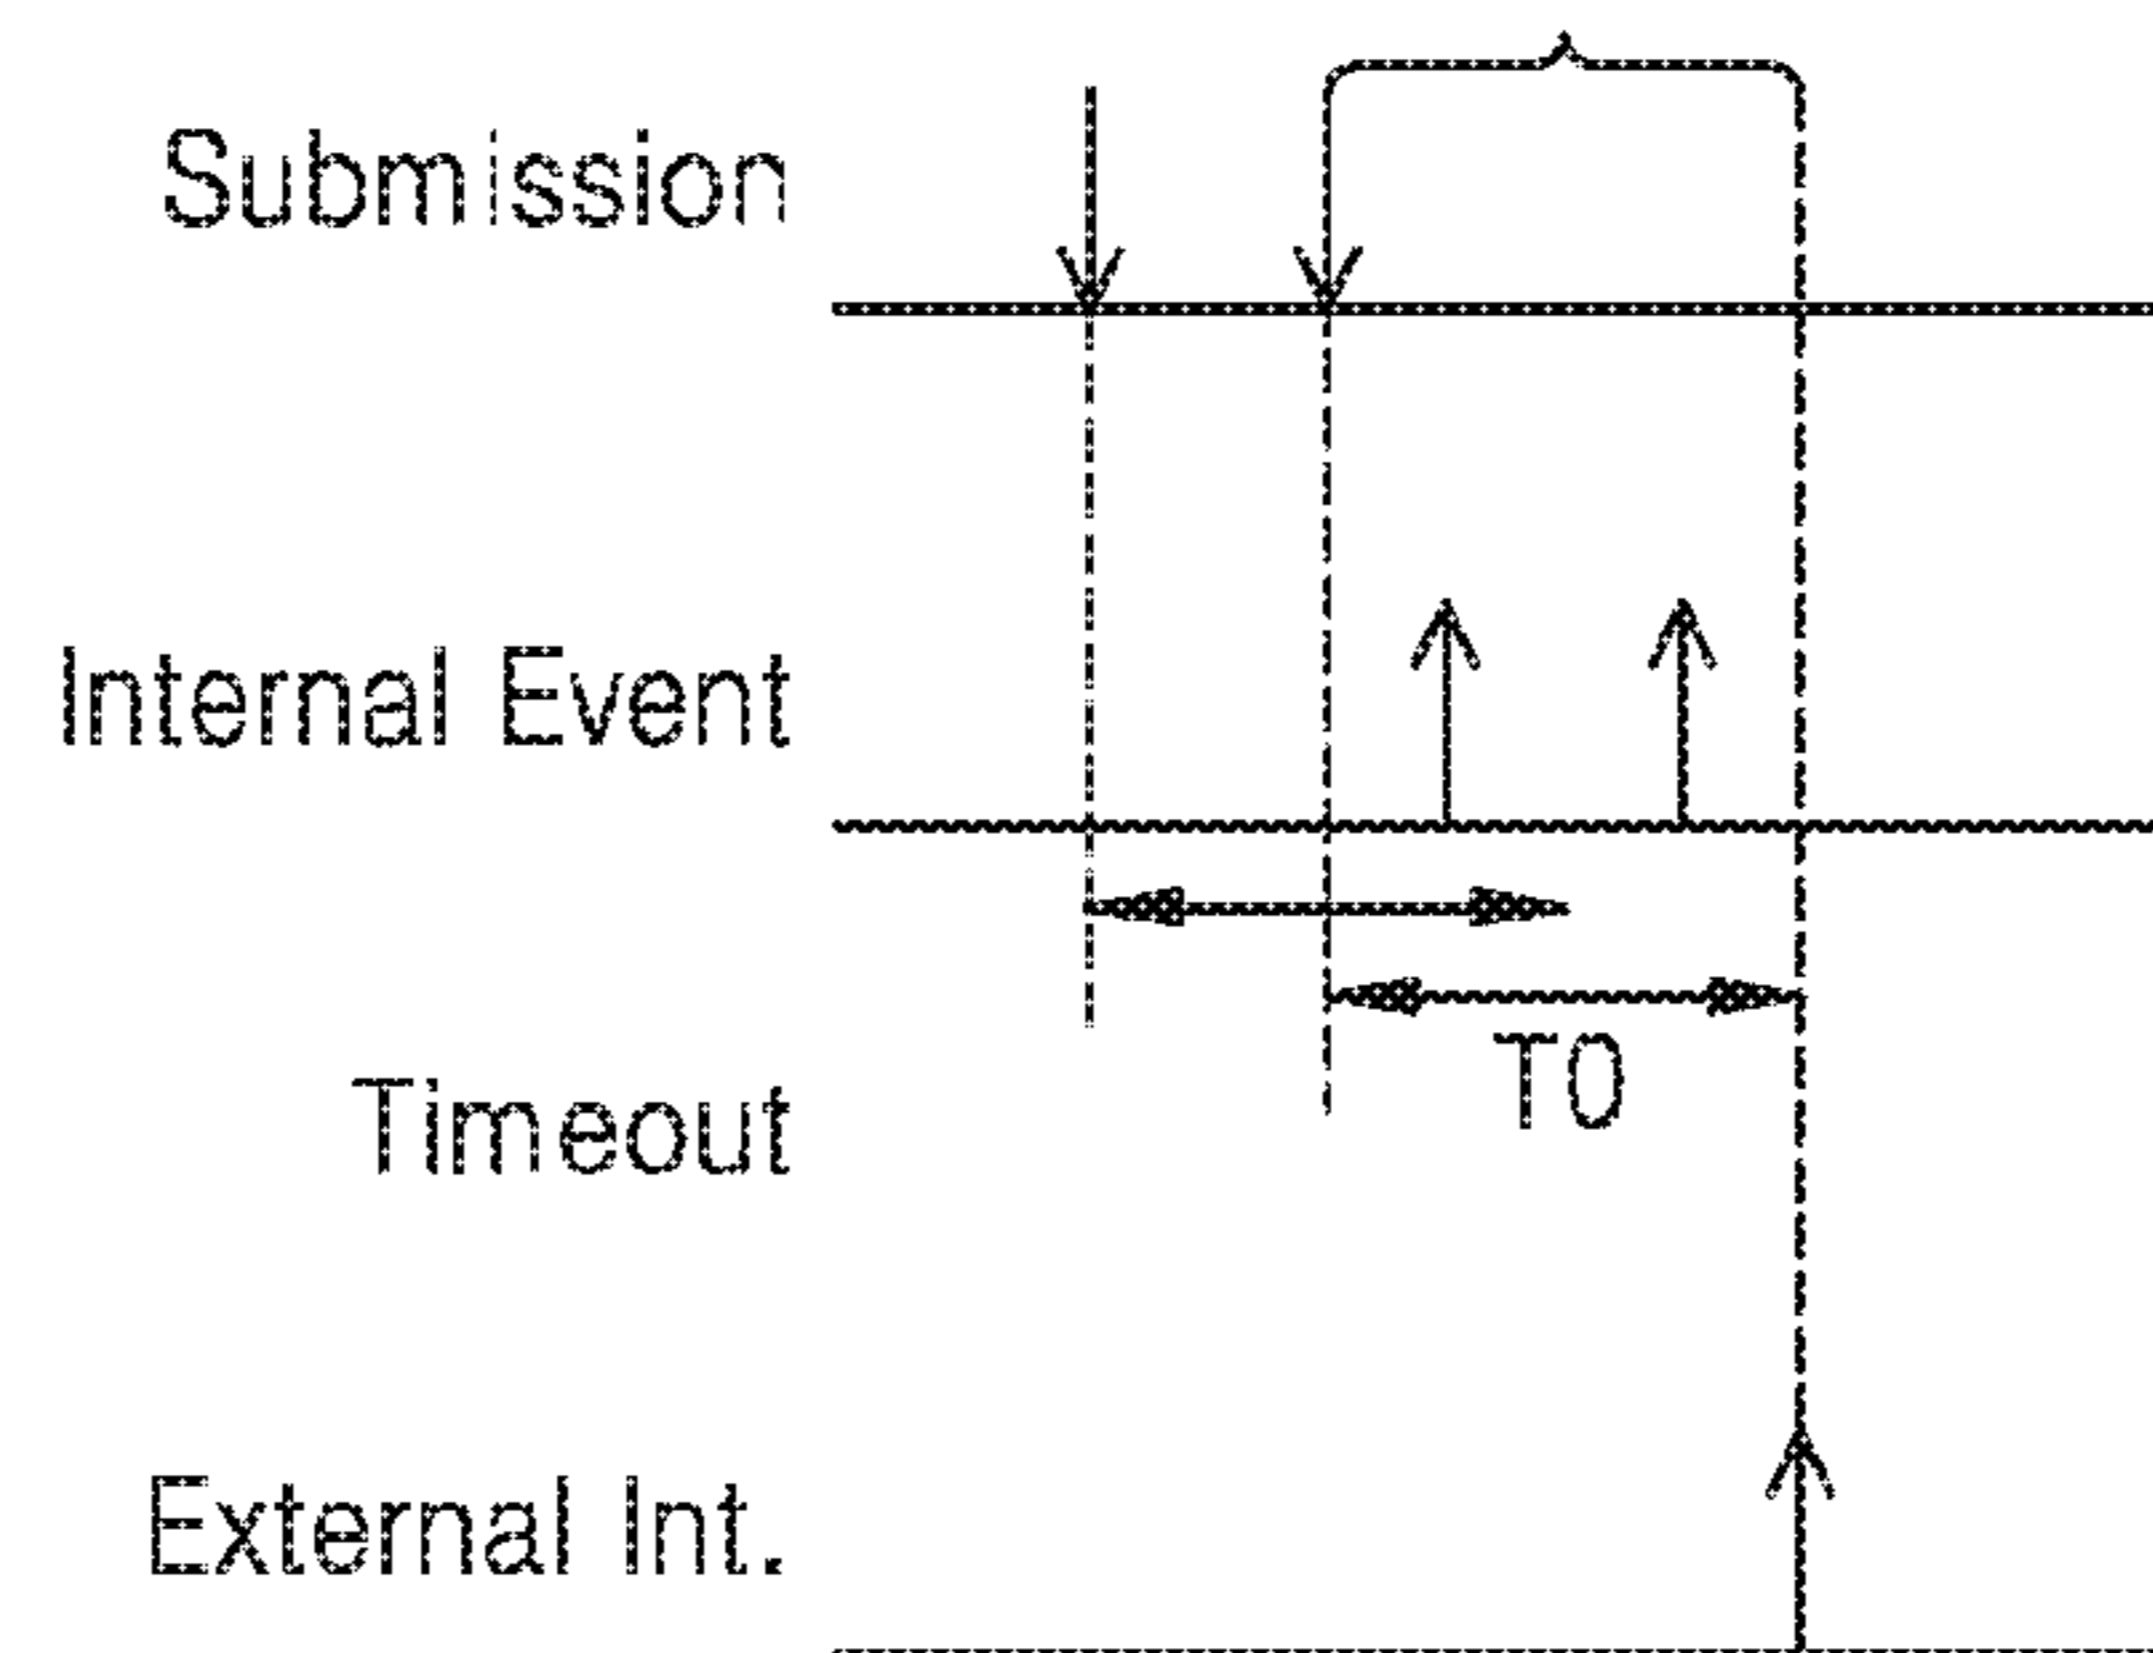 Submission
Internal Event
T0
Timeout
External Int.